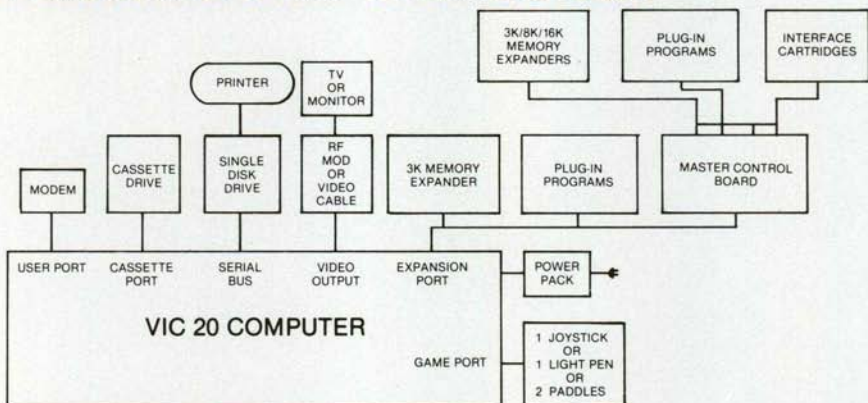 3K/8K/16K
MEMORY
EXPANDERS
PLUG-IN
PROGRAMS
INTERFACE
CARTRIDGES
PRINTER
TV
OR
MONITOR
MODEM
CASSETTE
DRIVE
SINGLE
DISK
DRIVE
RF
MOD
OR
VIDEO
CABLE
3K MEMORY
EXPANDER
PLUG-IN
PROGRAMS
MASTER CONTROL
BOARD
USER PORT
CASSETTE
PORT
SERIAL
BUS
VIDEO
OUTPUT
EXPANSION
PORT
POWER
PACK
VIC 20 COMPUTER
GAME PORT
1 JOYSTICK
OR
1 LIGHT PEN
OR
2 PADDLES